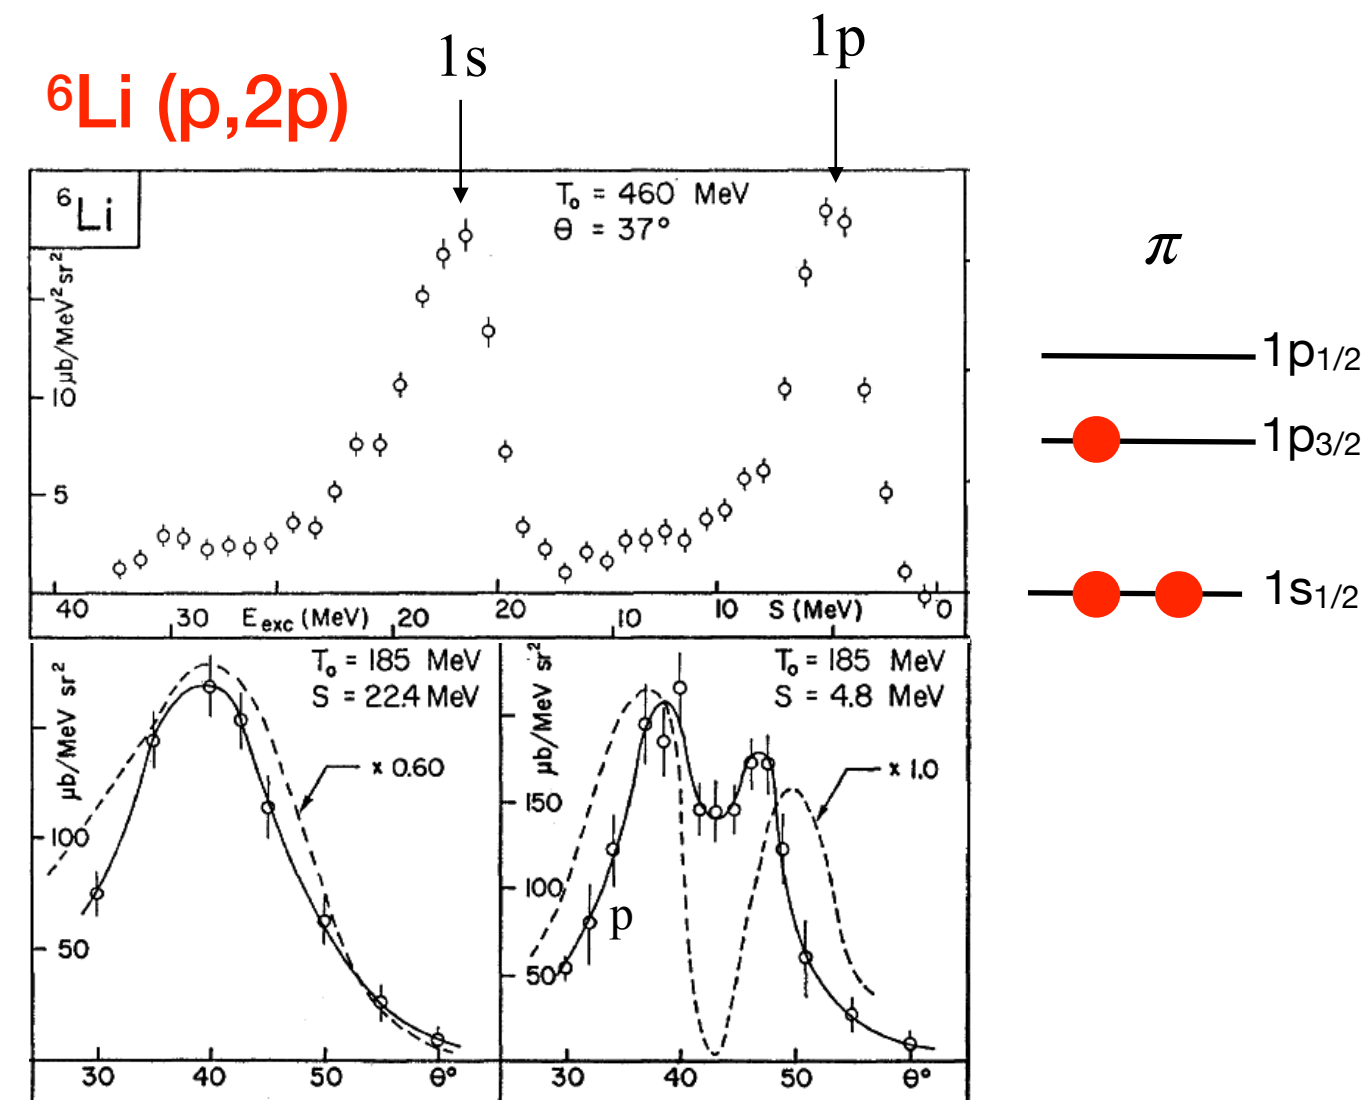 1s
1p
⁶Li (p,2p)
⁶Li
T₀ = 460 MeV
θ = 37°
π
μb/MeV² sr²
10
5
1p1/2
1p3/2
1s1/2
40 20 10 S (MeV) 0
30 Eexc (MeV) 20 10
T₀ = 185 MeV
S = 22.4 MeV
x 0.60
μb/MeV sr²
100
50
30 40 50 θ°
T₀ = 185 MeV
S = 4.8 MeV
x 1.0
μb/MeV sr²
150
100
50
p
30 40 50 θ°